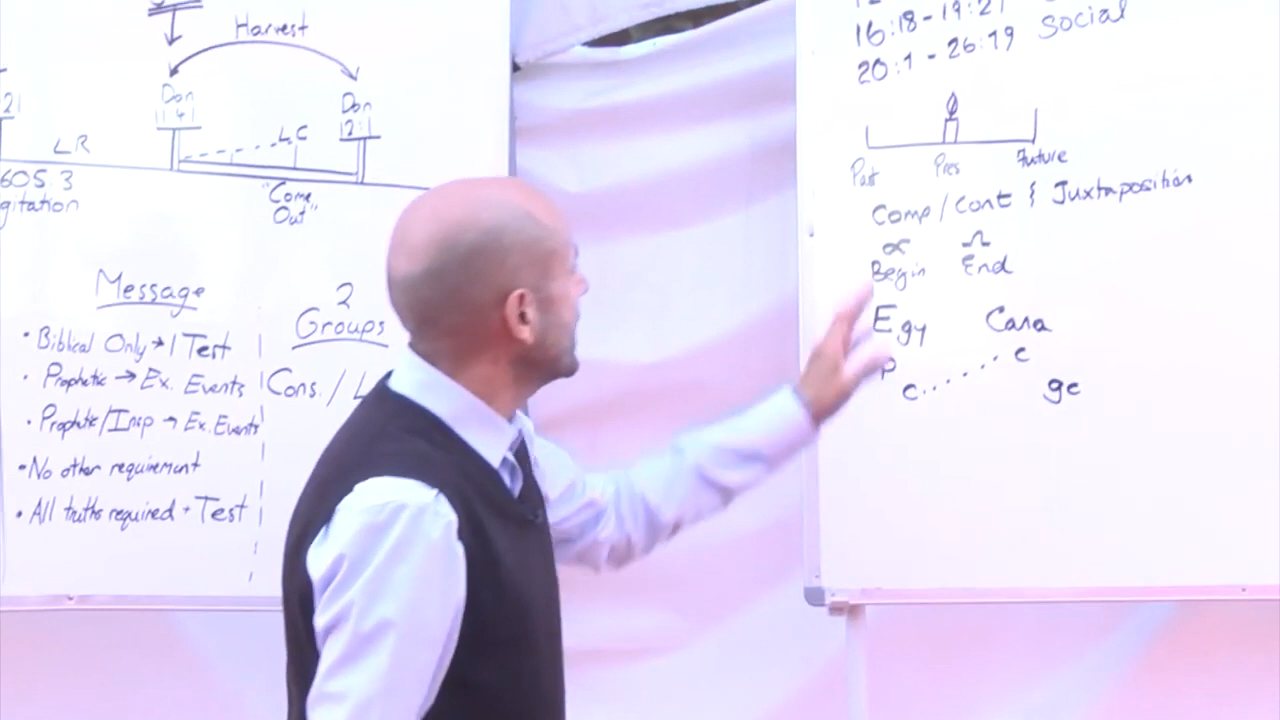 Harvest
21
Don
11:41
Don
12:1
LR
LC
605.3
gitation
"Come
Out"
Message
• Biblical Only → 1 Test
• Prophetic → Ex. Events
• Prophetic/Insp → Ex. Events
• No other requirement
• All truths required + Test
2
Groups
Cons. / L
16:18 - 19:21
20:1 - 26:19 Social
Past Pres Future
Comp/Cont & Juxtaposition
∝ Ω
Begin End
Egy Cana
P
c......c
ge